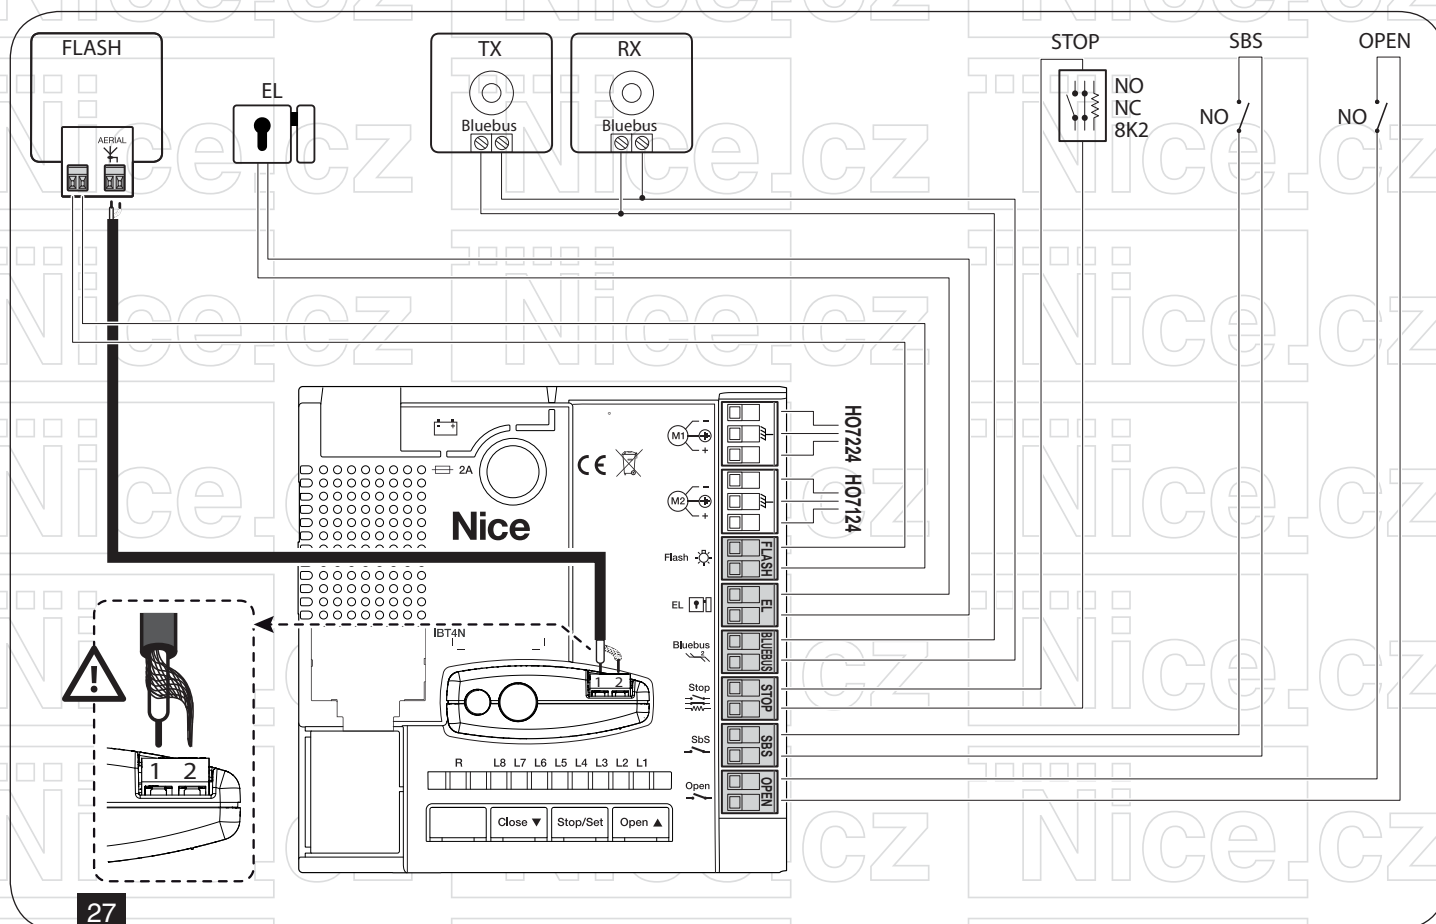 FLASH
AERIAL
EL
TX
Bluebus
RX
Bluebus
STOP
NO
NC
8K2
SBS
NO
OPEN
NO
M1
-
+
HO7224
2A
CE
Nice
M2
-
+
HO7124
Flash
FLASH
EL
EL
Bluebus
2
BLUEBUS
IBT4N
1 2
Stop
STOP
SbS
SBS
Open
OPEN
R L8 L7 L6 L5 L4 L3 L2 L1
Close ▼
Stop/Set
Open ▲
!
1 2
27
Nice.cz